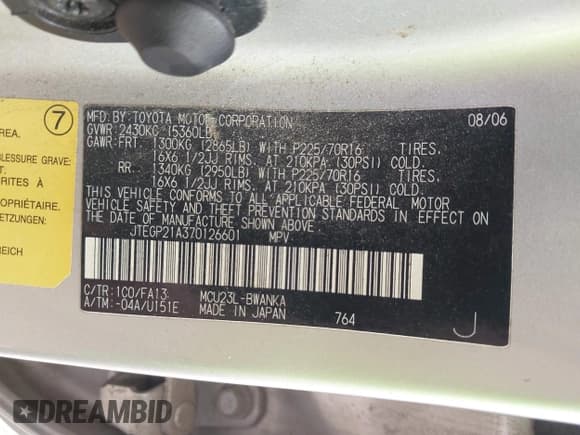 7
AREA.
BLESSURE GRAVE:
RITES À
OPRIÉTAIRE.
ETZUNGEN:
REICH
MFD.BY:TOYOTA MOTOR CORPORATION 08/06
GVWR: 2430KG (5360LB)
GAWR:FRT. 1300KG (2865LB) WITH P225/70R16 TIRES.
16X6 1/2JJ RIMS. AT 210KPA (30PSI) COLD.
RR 1340KG (2950LB) WITH P225/70R16 TIRES.
16X6 1/2JJ RIMS. AT 210KPA (30PSI) COLD.
THIS VEHICLE CONFORMS TO ALL APPLICABLE FEDERAL MOTOR
VEHICLE SAFETY AND THEFT PREVENTION STANDARDS IN EFFECT ON
THE DATE OF MANUFACTURE SHOWN ABOVE.
JTEGP21A370126601 MPV
C/TR:1C0/FA13 MCU23L-BWANKA
A/TM:-04A/U151E MADE IN JAPAN 764 J
DREAMBID